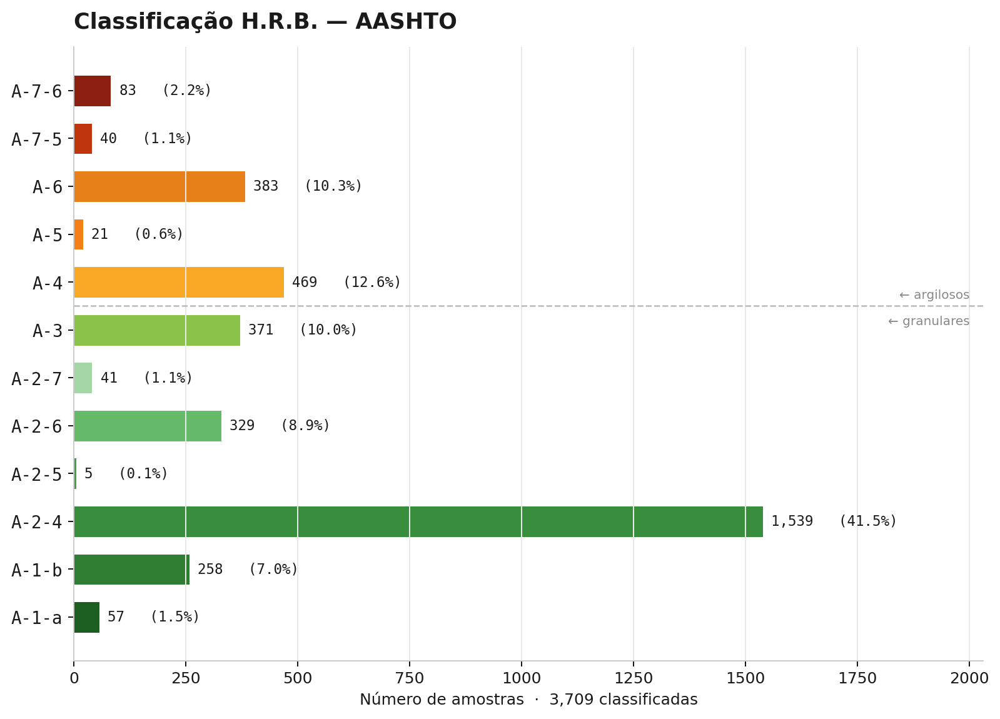 Classificação H.R.B. — AASHTO
A-7-6 83 (2.2%)
A-7-5 40 (1.1%)
A-6 383 (10.3%)
A-5 21 (0.6%)
A-4 469 (12.6%)
← argilosos
← granulares
A-3 371 (10.0%)
A-2-7 41 (1.1%)
A-2-6 329 (8.9%)
A-2-5 5 (0.1%)
A-2-4 1,539 (41.5%)
A-1-b 258 (7.0%)
A-1-a 57 (1.5%)
0 250 500 750 1000 1250 1500 1750 2000
Número de amostras · 3,709 classificadas